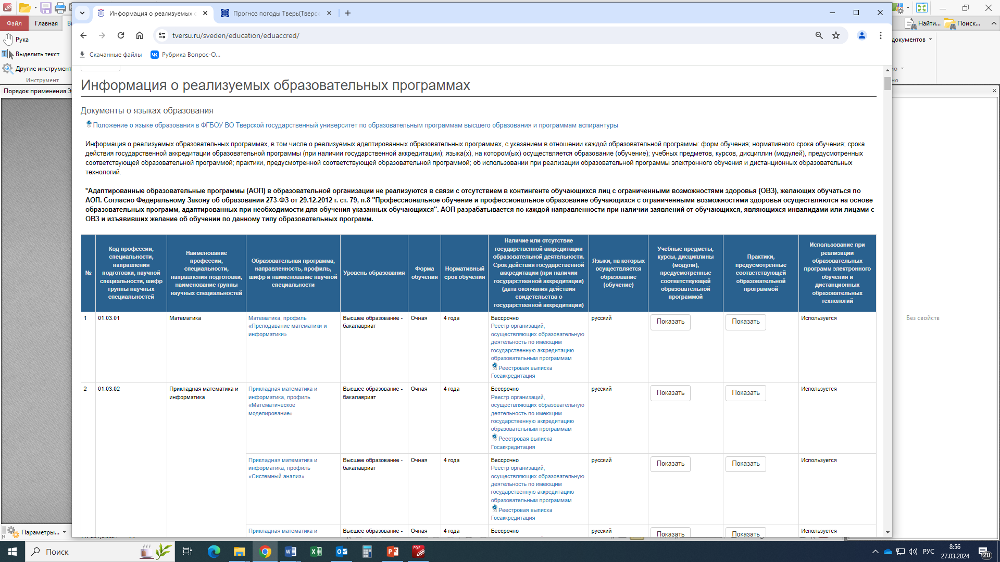 Информация о реализуемых о
Прогноз погоды Тверь(Тверск
tversu.ru/sveden/education/eduaccred/
Скачанные файлы
Рубрика Вопрос-О...
Файл
Главная
Найти...
Поиск...
Рука
Выделить текст
Другие инструмент
Инструмент
документов
Порядок применения Э
Информация о реализуемых образовательных программах
Документы о языках образования
Положение о языке образования в ФГБОУ ВО Тверской государственный университет по образовательным программам высшего образования и программам аспирантуры
Информация о реализуемых образовательных программах, в том числе о реализуемых адаптированных образовательных программах, с указанием в отношении каждой образовательной программы: форм обучения; нормативного срока обучения; срока
действия государственной аккредитации образовательной программы (при наличии государственной аккредитации); языка(х), на котором(ых) осуществляется образование (обучение); учебных предметов, курсов, дисциплин (модулей), предусмотренных
соответствующей образовательной программой; практики, предусмотренной соответствующей образовательной программой; об использовании при реализации образовательной программы электронного обучения и дистанционных образовательных
технологий.
*Адаптированные образовательные программы (АОП) в образовательной организации не реализуются в связи с отсутствием в контингенте обучающихся лиц с ограниченными возможностями здоровья (ОВЗ), желающих обучаться по
АОП. Согласно Федеральному Закону об образовании 273-ФЗ от 29.12.2012 г. ст. 79, п.8 "Профессиональное обучение и профессиональное образование обучающихся с ограниченными возможностями здоровья осуществляются на основе
образовательных программ, адаптированных при необходимости для обучения указанных обучающихся". АОП разрабатывается по каждой направленности при наличии заявлений от обучающихся, являющихся инвалидами или лицами с
ОВЗ и изъявивших желание об обучении по данному типу образовательных программ.
№
Код профессии,
специальности,
направления
подготовки, научной
специальности, шифр
группы научных
специальностей
Наименование
профессии,
специальности,
направления подготовки,
наименование группы
научных специальностей
Образовательная программа,
направленность, профиль,
шифр и наименование научной
специальности
Уровень образования
Форма
обучения
Нормативный
срок обучения
Наличие или отсутствие
государственной аккредитации
образовательной деятельности.
Срок действия государственной
аккредитации (при наличии
государственной аккредитации)
(дата окончания действия
свидетельства о
государственной аккредитации)
Языки, на которых
осуществляется
образование
(обучение)
Учебные предметы,
курсы, дисциплины
(модули),
предусмотренные
соответствующей
образовательной
программой
Практики,
предусмотренные
соответствующей
образовательной
программой
Использование при
реализации
образовательных
программ электронного
обучения и
дистанционных
образовательных
технологий
1
01.03.01
Математика
Математика, профиль
«Преподавание математики и
информатики»
Высшее образование -
бакалавриат
Очная
4 года
Бессрочно
Реестр организаций,
осуществляющих образовательную
деятельность по имеющим
государственную аккредитацию
образовательным программам
Реестровая выписка
Госаккредитация
русский
Показать
Показать
Используется
2
01.03.02
Прикладная математика и
информатика
Прикладная математика и
информатика, профиль
«Математическое
моделирование»
Высшее образование -
бакалавриат
Очная
4 года
Бессрочно
Реестр организаций,
осуществляющих образовательную
деятельность по имеющим
государственную аккредитацию
образовательным программам
Реестровая выписка
Госаккредитация
русский
Показать
Показать
Используется
Прикладная математика и
информатика, профиль
«Системный анализ»
Высшее образование -
бакалавриат
Очная
4 года
Бессрочно
Реестр организаций,
осуществляющих образовательную
деятельность по имеющим
государственную аккредитацию
образовательным программам
Реестровая выписка
Госаккредитация
русский
Показать
Показать
Используется
Прикладная математика и
Высшее образование -
Очная
4 года
Бессрочно
русский
Показать
Показать
Используется
Без свойств
Параметры...
Поиск
РУС
8:56
27.03.2024
20